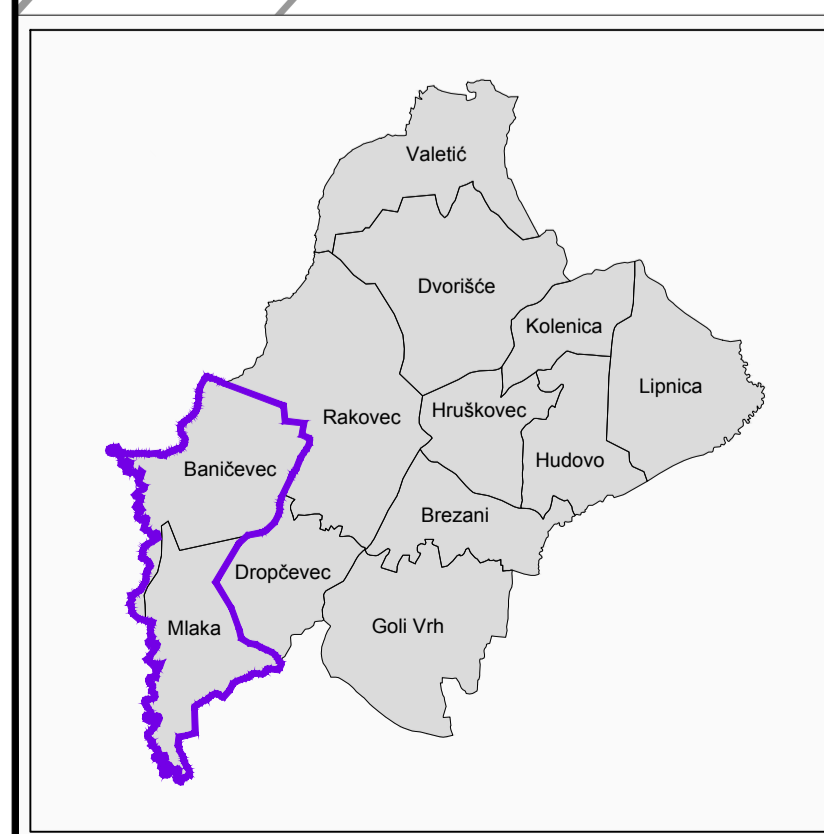 Valetić
Dvorišće
Kolenica
Lipnica
Rakovec
Hruškovec
Hudovo
Baničevec
Brezani
Dropčevec
Mlaka
Goli Vrh